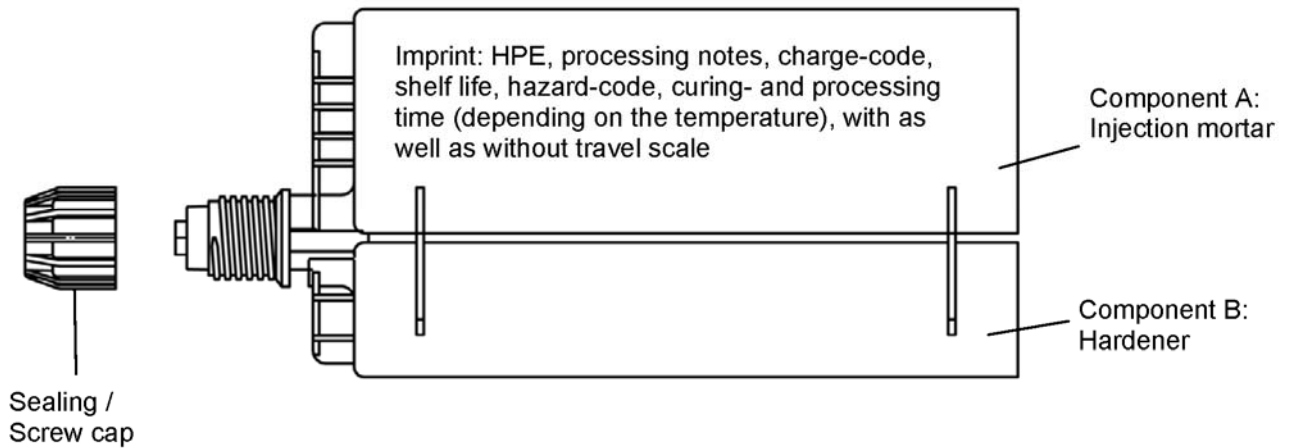 Imprint: HPE, processing notes, charge-code,
shelf life, hazard-code, curing- and processing
time (depending on the temperature), with as
well as without travel scale
Component A:
Injection mortar
Component B:
Hardener
Sealing /
Screw cap